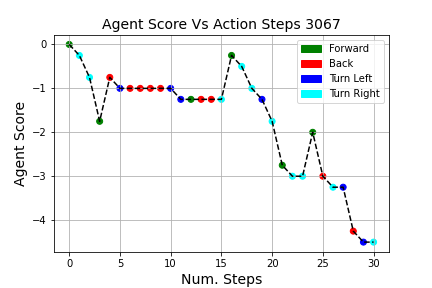 Agent Score Vs Action Steps 3067
Agent Score
0
−1
−2
−3
−4
Forward
Back
Turn Left
Turn Right
0 5 10 15 20 25 30
Num. Steps